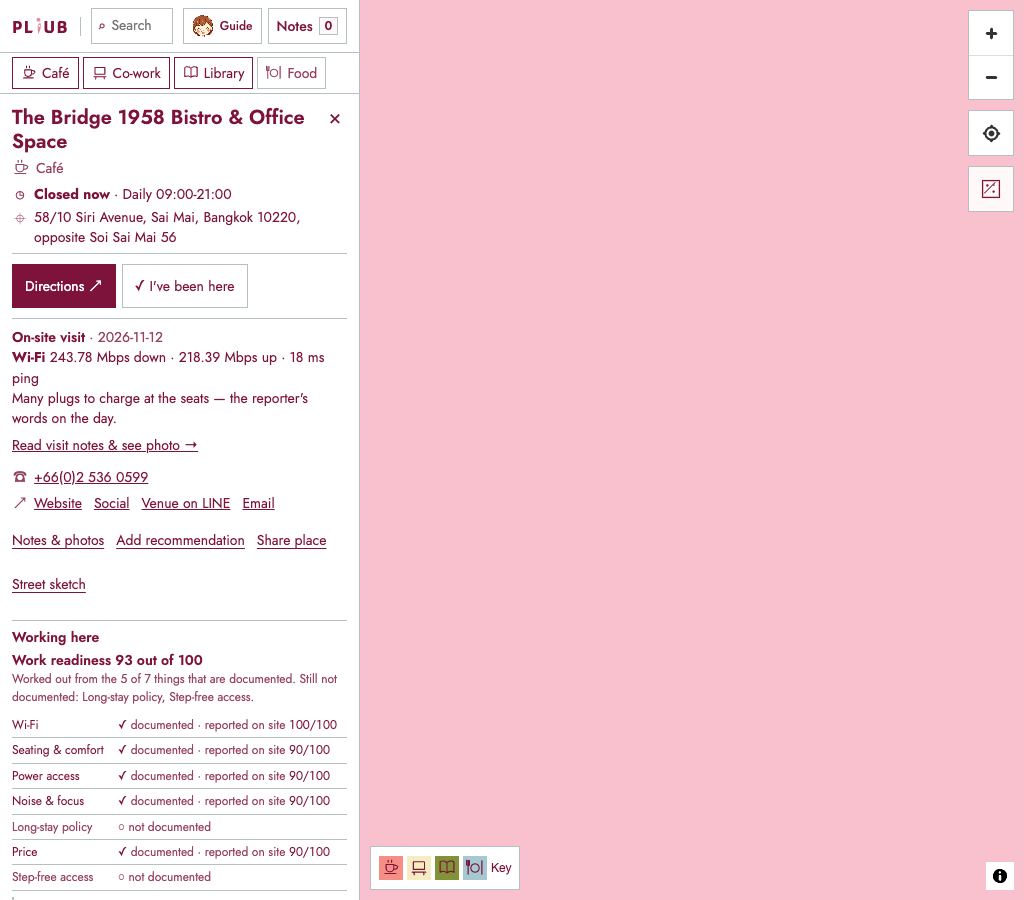 PLIUB
Search
Guide
Notes 0
Café
Co-work
Library
Food
The Bridge 1958 Bistro & Office
Space
×
Café
Closed now · Daily 09:00-21:00
58/10 Siri Avenue, Sai Mai, Bangkok 10220,
opposite Soi Sai Mai 56
Directions ↗
✓ I've been here
On-site visit · 2026-11-12
Wi-Fi 243.78 Mbps down · 218.39 Mbps up · 18 ms
ping
Many plugs to charge at the seats — the reporter's
words on the day.
Read visit notes & see photo →
+66(0)2 536 0599
Website Social Venue on LINE Email
Notes & photos Add recommendation Share place
Street sketch
Working here
Work readiness 93 out of 100
Worked out from the 5 of 7 things that are documented. Still not
documented: Long-stay policy, Step-free access.
Wi-Fi ✓ documented · reported on site 100/100
Seating & comfort ✓ documented · reported on site 90/100
Power access ✓ documented · reported on site 90/100
Noise & focus ✓ documented · reported on site 90/100
Long-stay policy ○ not documented
Price ✓ documented · reported on site 90/100
Step-free access ○ not documented
+
−
Key